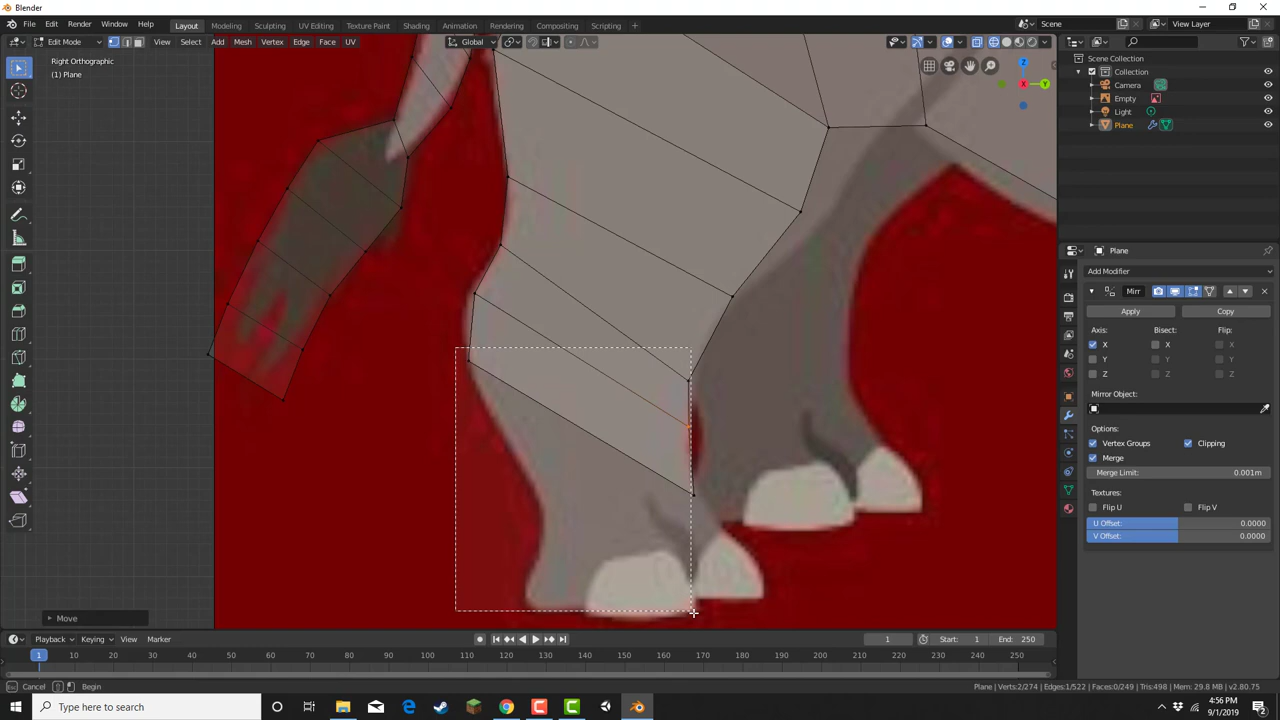 Blender
File Edit Render Window Help Layout Modeling Sculpting UV Editing Texture Paint Shading Animation Rendering Compositing Scripting + Scene View Layer
Edit Mode View Select Add Mesh Vertex Edge Face UV Global
Right Orthographic
(1) Plane
Z
X
Y
Scene Collection
Collection
Camera
Empty
Light
Plane
Plane
Add Modifier
Mirr
Apply Copy
Axis: Bisect: Flip:
X X X
Y Y Y
Z Z Z
Mirror Object:
Options:
Vertex Groups Clipping
Merge
Merge Limit: 0.001m
Textures:
Flip U Flip V
U Offset: 0.0000
V Offset: 0.0000
Move
Playback Keying View Marker 1 Start: 1 End: 250
1 10 20 30 40 50 60 70 80 90 100 110 120 130 140 150 160 170 180 190 200 210 220 230 240 250
Cancel Begin Plane | Verts:2/274 | Edges:1/522 | Faces:0/249 | Tris:498 | Mem: 29.8 MB | v2.80.75
Type here to search
4:56 PM
9/1/2019